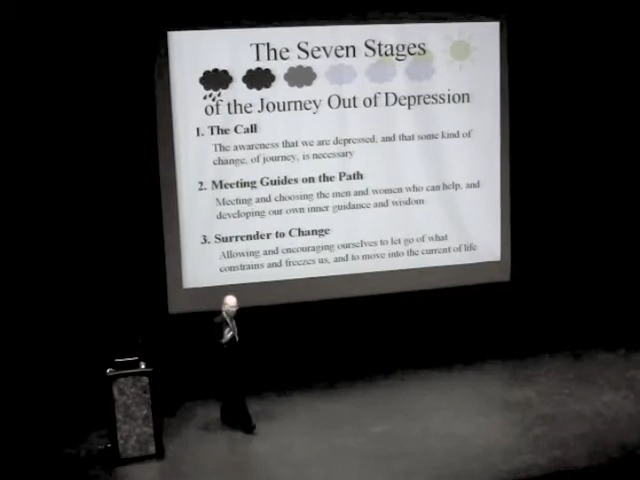 The Seven Stages
of the Journey Out of Depression
1. The Call
The awareness that we are depressed, and that some kind of
change, of journey, is necessary
2. Meeting Guides on the Path
Meeting and choosing the men and women who can help, and
developing our own inner guidance and wisdom
3. Surrender to Change
Allowing and encouraging ourselves to let go of what
constrains and freezes us, and to move into the current of life